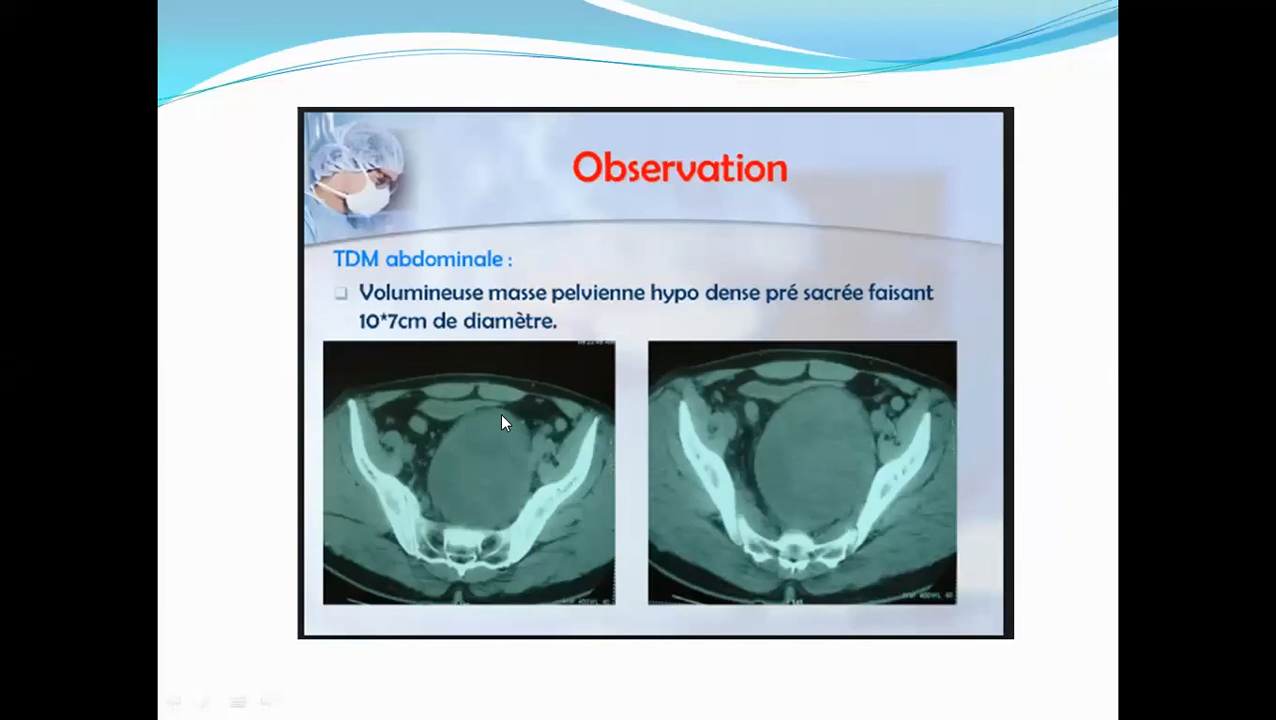 Observation
TDM abdominale :
Volumineuse masse pelvienne hypo dense pré sacrée faisant
10*7cm de diamètre.